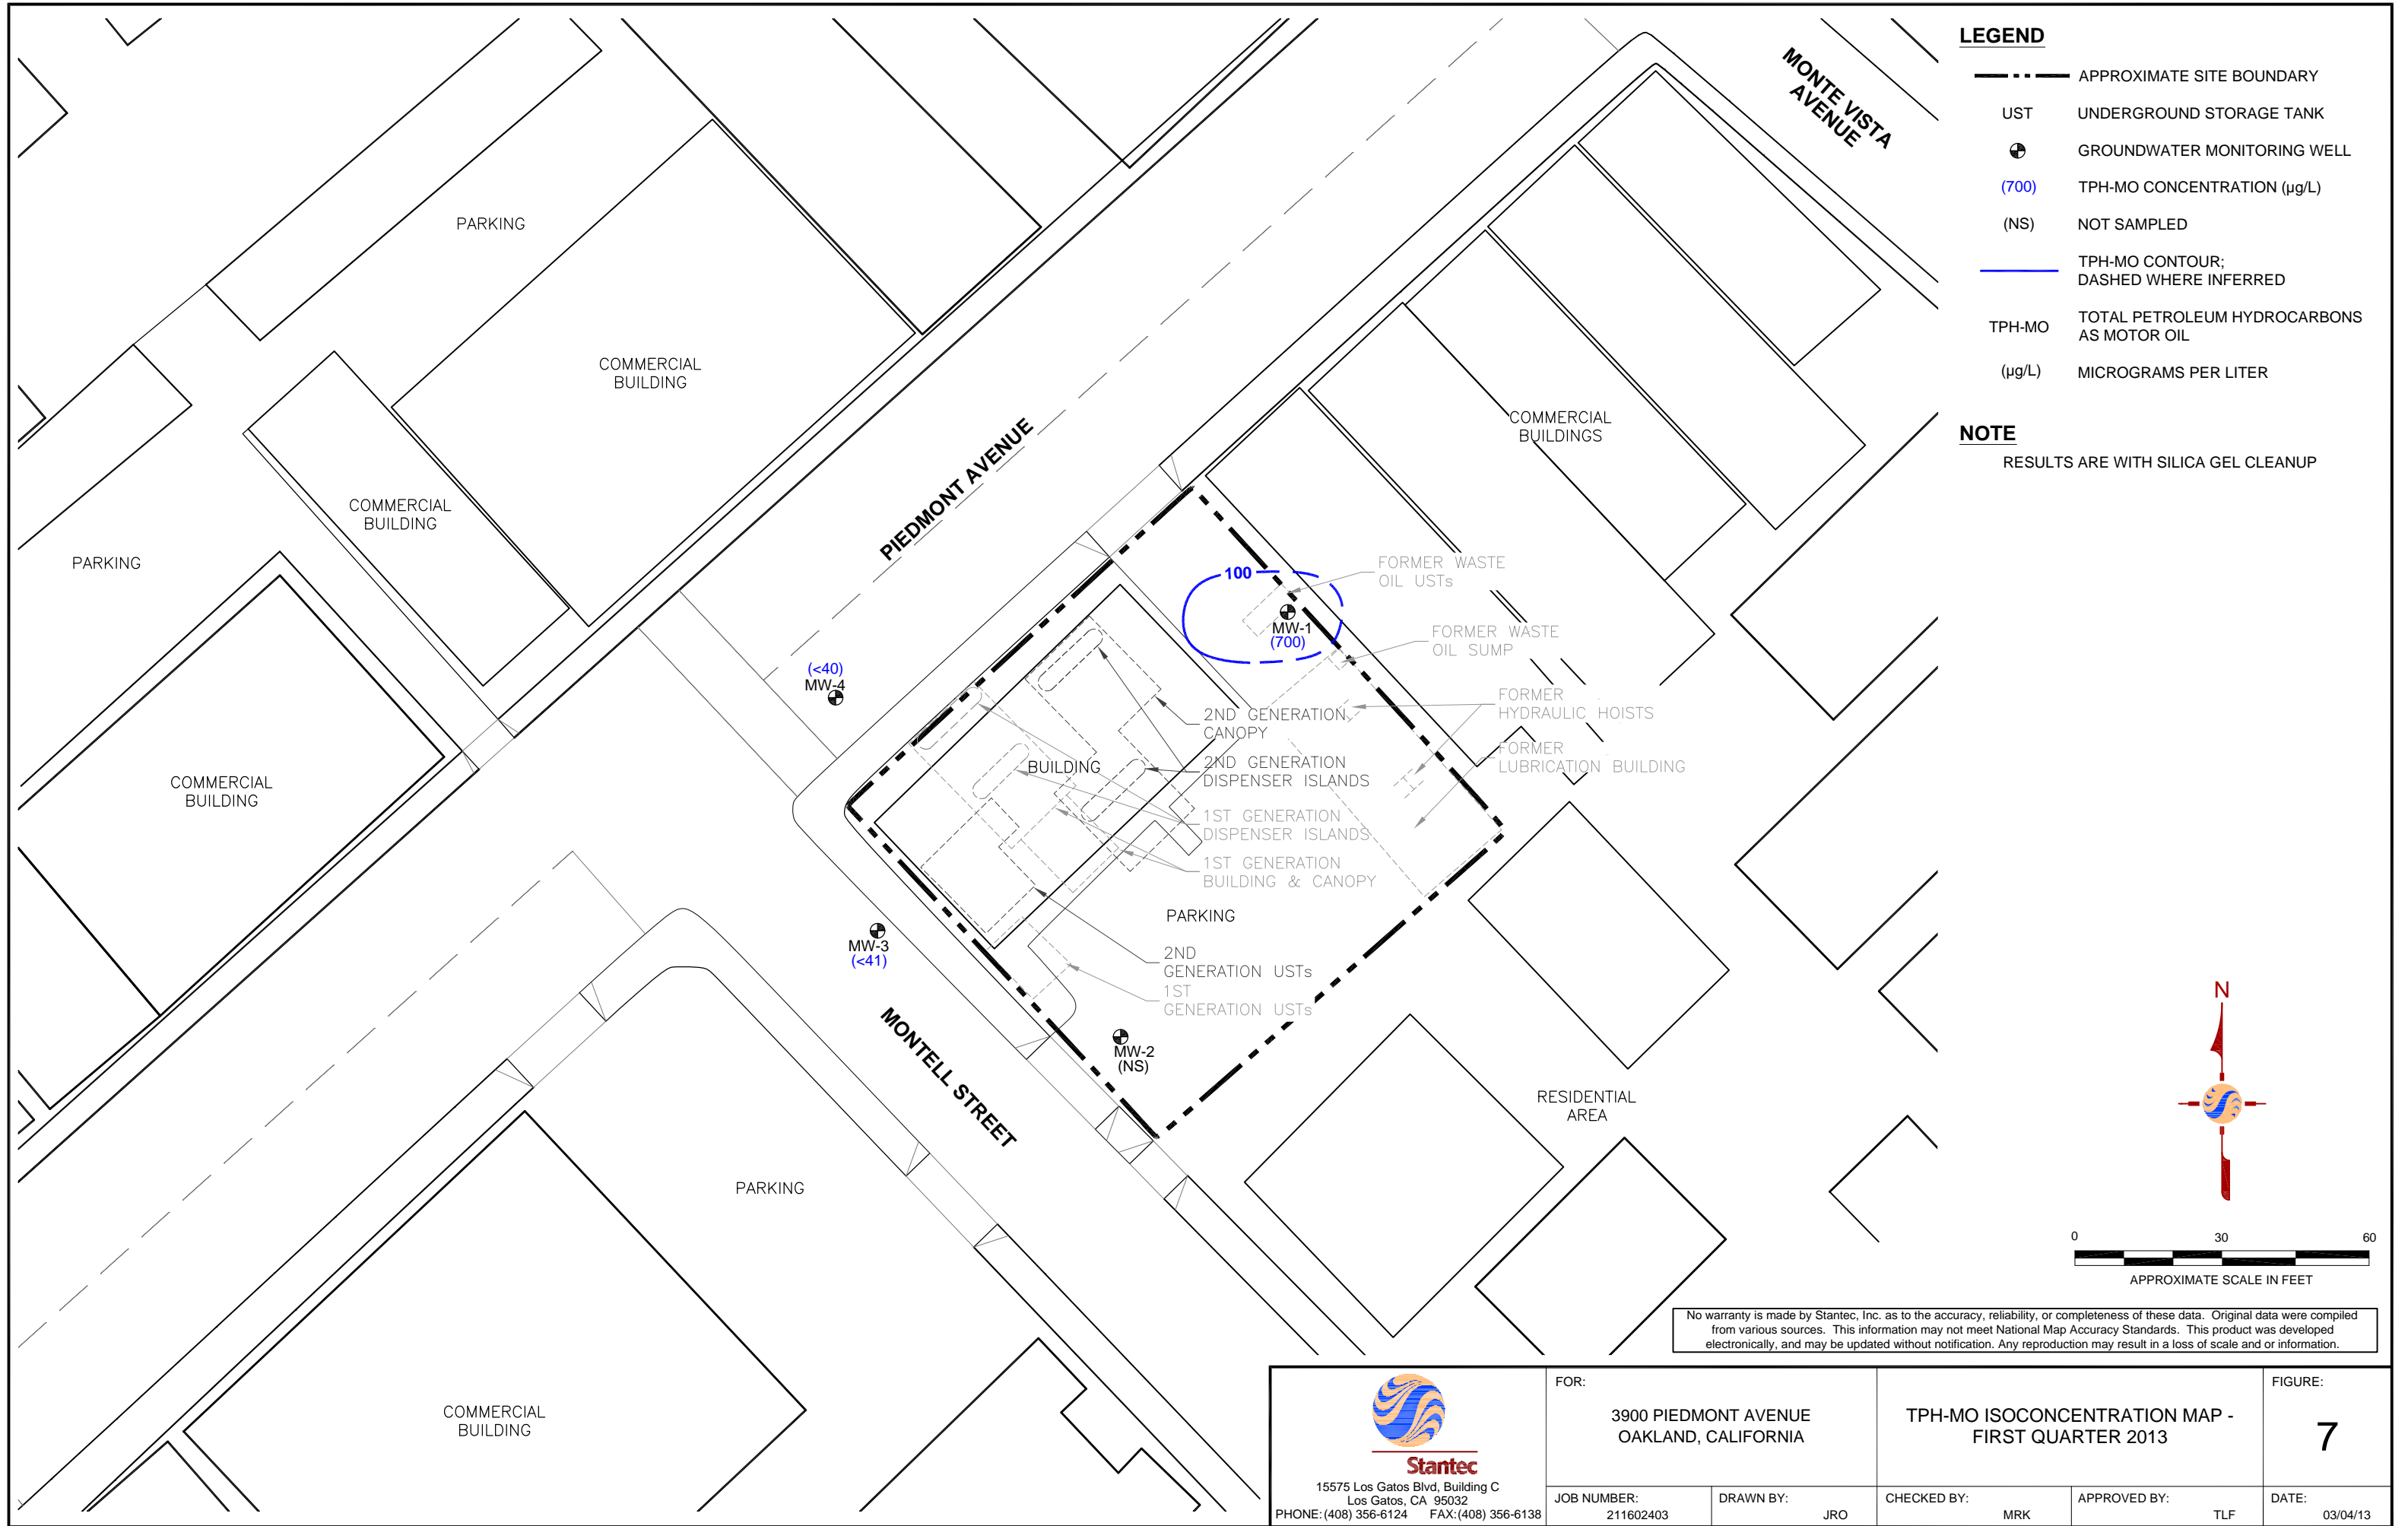 LEGEND
APPROXIMATE SITE BOUNDARY
UST UNDERGROUND STORAGE TANK
GROUNDWATER MONITORING WELL
(700) TPH-MO CONCENTRATION (µg/L)
(NS) NOT SAMPLED
TPH-MO CONTOUR;
DASHED WHERE INFERRED
TPH-MO TOTAL PETROLEUM HYDROCARBONS
AS MOTOR OIL
(µg/L) MICROGRAMS PER LITER
NOTE
RESULTS ARE WITH SILICA GEL CLEANUP
MONTE VISTA
AVENUE
PARKING
COMMERCIAL
BUILDING
COMMERCIAL
BUILDINGS
PIEDMONT AVENUE
COMMERCIAL
BUILDING
PARKING
100
FORMER WASTE
OIL USTs
MW-1
(700)
FORMER WASTE
OIL SUMP
(<40)
MW-4
FORMER
HYDRAULIC HOISTS
2ND GENERATION
CANOPY
FORMER
LUBRICATION BUILDING
BUILDING
2ND GENERATION
DISPENSER ISLANDS
COMMERCIAL
BUILDING
1ST GENERATION
DISPENSER ISLANDS
1ST GENERATION
BUILDING & CANOPY
PARKING
MW-3
(<41)
2ND
GENERATION USTs
1ST
GENERATION USTs
MW-2
(NS)
MONTELL STREET
RESIDENTIAL
AREA
PARKING
COMMERCIAL
BUILDING
N
0 30 60
APPROXIMATE SCALE IN FEET
No warranty is made by Stantec, Inc. as to the accuracy, reliability, or completeness of these data. Original data were compiled
from various sources. This information may not meet National Map Accuracy Standards. This product was developed
electronically, and may be updated without notification. Any reproduction may result in a loss of scale and or information.
Stantec
15575 Los Gatos Blvd, Building C
Los Gatos, CA 95032
PHONE: (408) 356-6124 FAX: (408) 356-6138
FOR:
3900 PIEDMONT AVENUE
OAKLAND, CALIFORNIA
TPH-MO ISOCONCENTRATION MAP -
FIRST QUARTER 2013
FIGURE:
7
JOB NUMBER:
211602403
DRAWN BY:
JRO
CHECKED BY:
MRK
APPROVED BY:
TLF
DATE:
03/04/13